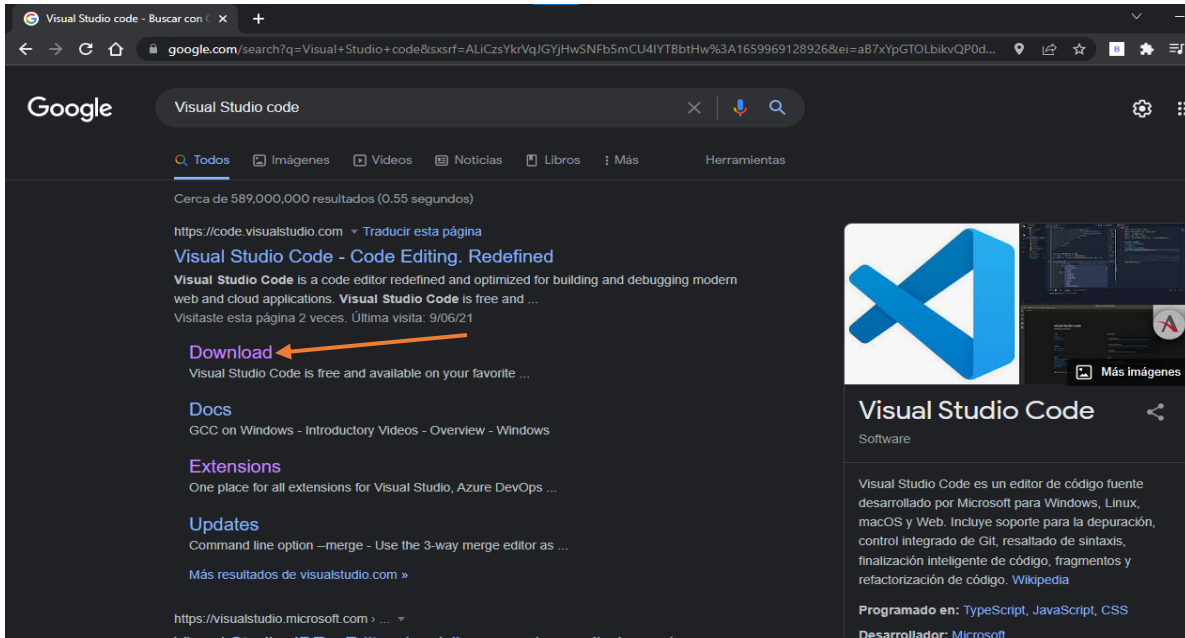 Visual Studio code - Buscar con G
google.com/search?q=Visual+Studio+code&sxsrf=ALiCzsYkrVqJGYjHwSNFb5mCU4IYTBbtHw%3A1659969128926&ei=aB7xYpGTOLbikvQP0d...
Google
Visual Studio code
Todos Imágenes Videos Noticias Libros Más Herramientas
Cerca de 589,000,000 resultados (0.55 segundos)
https://code.visualstudio.com Traducir esta página
Visual Studio Code - Code Editing. Redefined
Visual Studio Code is a code editor redefined and optimized for building and debugging modern
web and cloud applications. Visual Studio Code is free and ...
Visitaste esta página 2 veces. Última visita: 9/06/21
Download
Visual Studio Code is free and available on your favorite ...
Docs
GCC on Windows - Introductory Videos - Overview - Windows
Extensions
One place for all extensions for Visual Studio, Azure DevOps ...
Updates
Command line option –merge - Use the 3-way merge editor as ...
Más resultados de visualstudio.com »
https://visualstudio.microsoft.com › ...
Más imágenes
Visual Studio Code
Software
Visual Studio Code es un editor de código fuente
desarrollado por Microsoft para Windows, Linux,
macOS y Web. Incluye soporte para la depuración,
control integrado de Git, resaltado de sintaxis,
finalización inteligente de código, fragmentos y
refactorización de código. Wikipedia
Programado en: TypeScript, JavaScript, CSS
Desarrollador: Microsoft